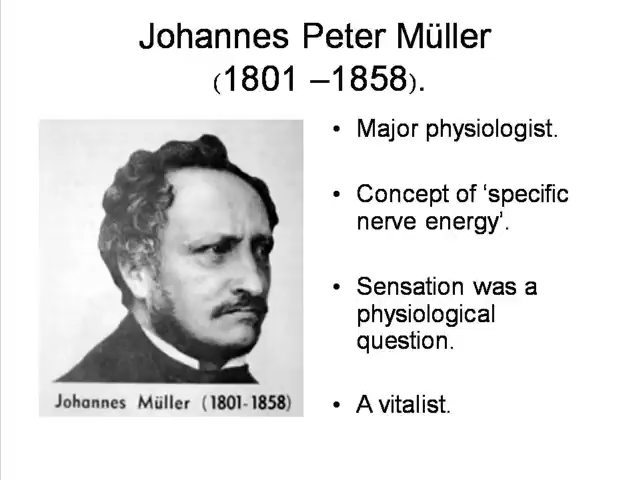 Johannes Peter Müller
(1801 –1858).
• Major physiologist.
• Concept of ‘specific
nerve energy’.
• Sensation was a
physiological
question.
• A vitalist.
Johannes Müller (1801-1858)